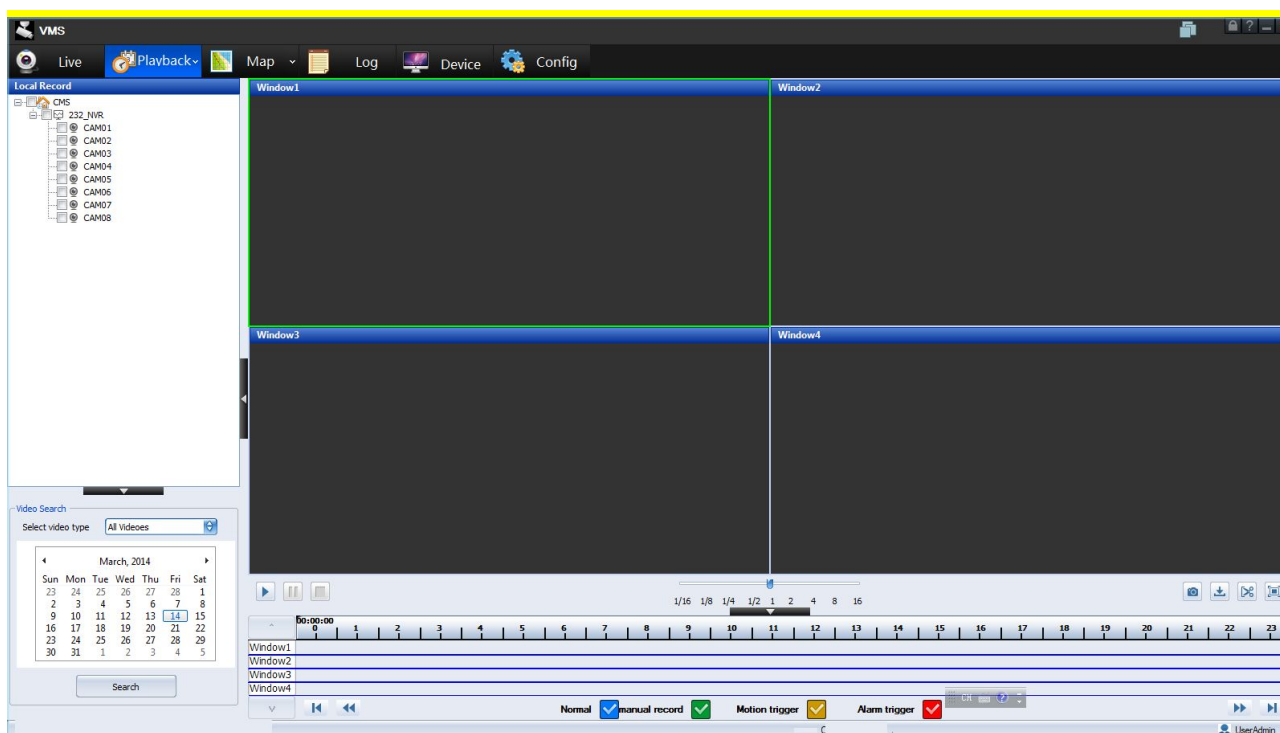 VMS
Live Playback Map Log Device Config
Local Record
CMS
232_NVR
CAM01
CAM02
CAM03
CAM04
CAM05
CAM06
CAM07
CAM08
Window1 Window2
Window3 Window4
Video Search
Select video type All Videoes
March, 2014
Sun Mon Tue Wed Thu Fri Sat
23 24 25 26 27 28 1
2 3 4 5 6 7 8
9 10 11 12 13 14 15
16 17 18 19 20 21 22
23 24 25 26 27 28 29
30 31 1 2 3 4 5
Search
1/16 1/8 1/4 1/2 1 2 4 8 16
00:00:00
0 1 2 3 4 5 6 7 8 9 10 11 12 13 14 15 16 17 18 19 20 21 22 23
Window1
Window2
Window3
Window4
Normal manual record Motion trigger Alarm trigger
CH
UserAdmin